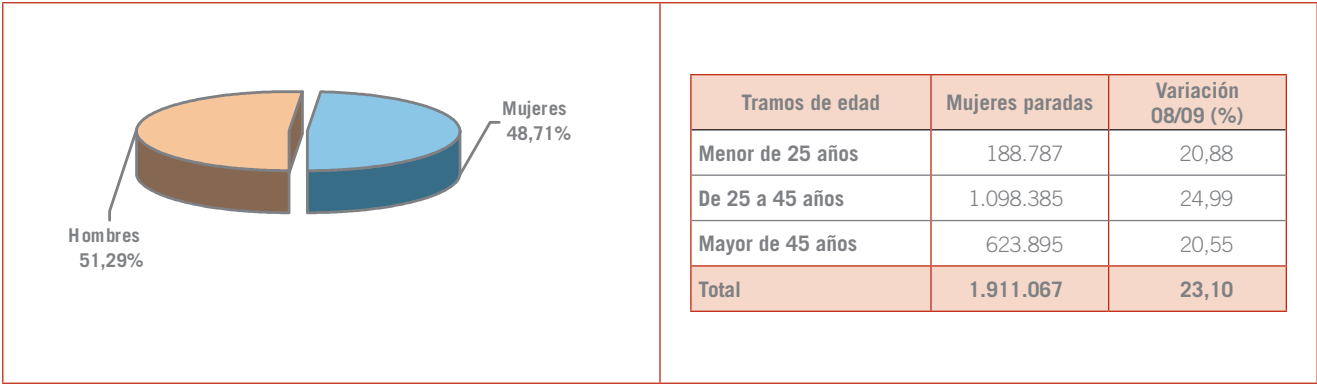 Mujeres
48,71%
Hombres
51,29%
Tramos de edad Mujeres paradas Variación 08/09 (%)
Menor de 25 años 188.787 20,88
De 25 a 45 años 1.098.385 24,99
Mayor de 45 años 623.895 20,55
Total 1.911.067 23,10